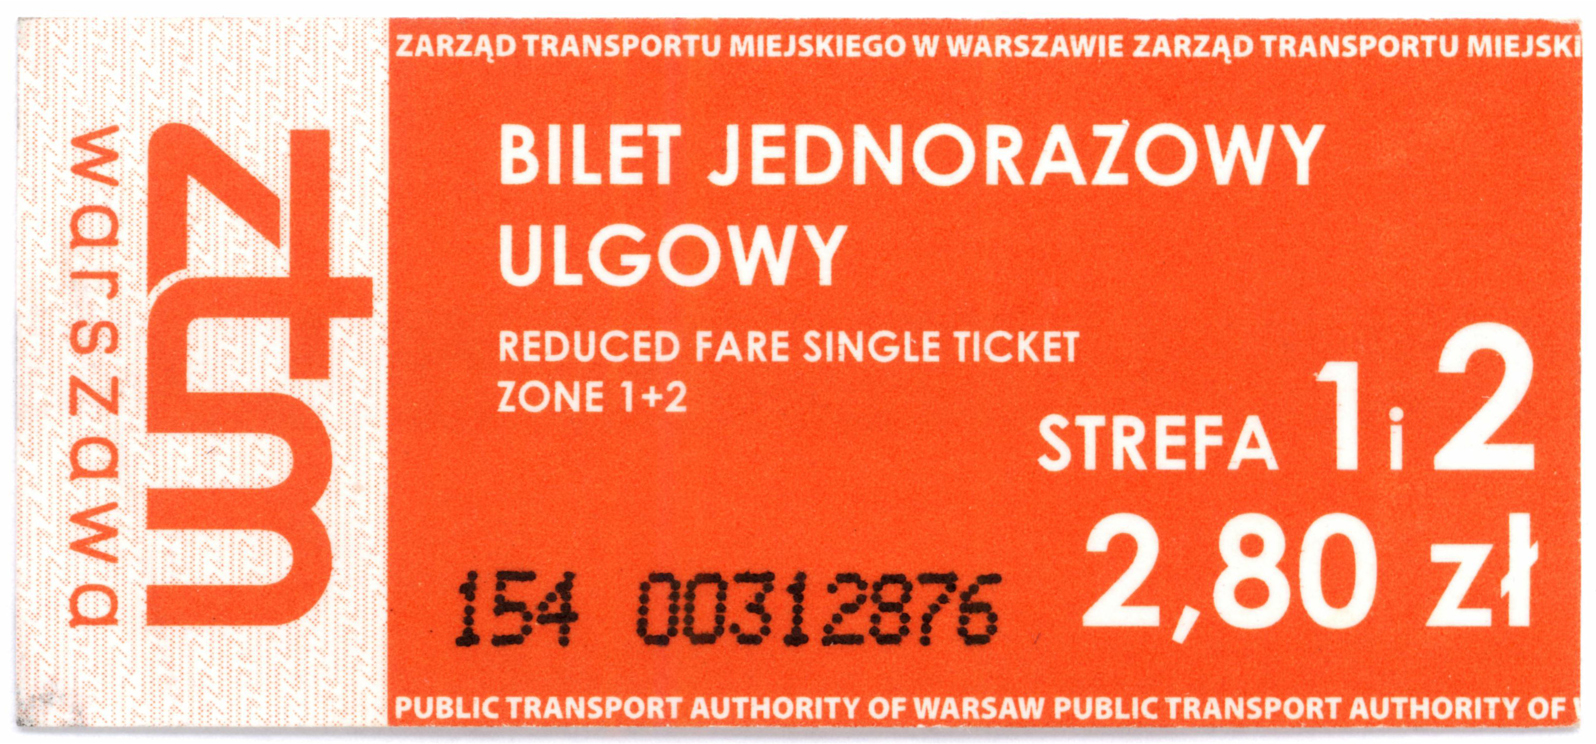 ZARZĄD TRANSPORTU MIEJSKIEGO W WARSZAWIE ZARZĄD TRANSPORTU MIEJSKI
ztm
warszawa
BILET JEDNORAZOWY
ULGOWY
REDUCED FARE SINGLE TICKET
ZONE 1+2
STREFA 1 i 2
2,80 zł
154 00312876
PUBLIC TRANSPORT AUTHORITY OF WARSAW PUBLIC TRANSPORT AUTHORITY OF